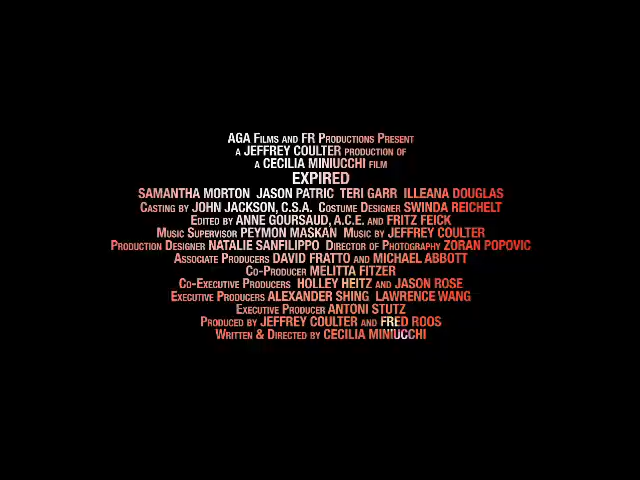 AGA Films and FR Productions Present
a JEFFREY COULTER production of
a CECILIA MINIUCCHI film
EXPIRED
SAMANTHA MORTON JASON PATRIC TERI GARR ILLEANA DOUGLAS
Casting by JOHN JACKSON, C.S.A. Costume Designer SWINDA REICHELT
Edited by ANNE GOURSAUD, A.C.E. and FRITZ FEICK
Music Supervisor PEYMON MASKAN Music by JEFFREY COULTER
Production Designer NATALIE SANFILIPPO Director of Photography ZORAN POPOVIC
Associate Producers DAVID FRATTO and MICHAEL ABBOTT
Co-Producer MELITTA FITZER
Co-Executive Producers HOLLEY HEITZ and JASON ROSE
Executive Producers ALEXANDER SHING LAWRENCE WANG
Executive Producer ANTONI STUTZ
Produced by JEFFREY COULTER and FRED ROOS
Written & Directed by CECILIA MINIUCCHI